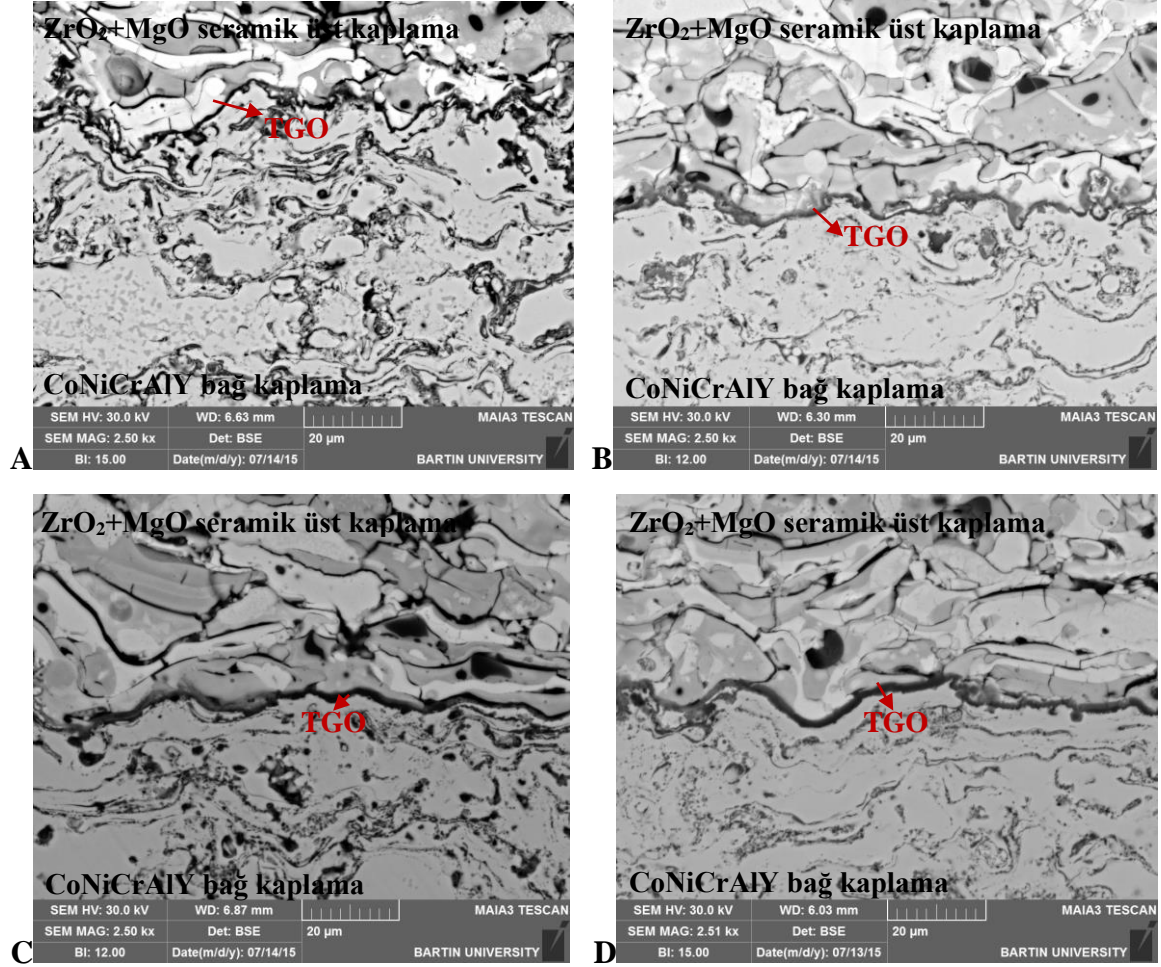 ZrO₂+MgO seramik üst kaplama
TGO
CoNiCrAlY bağ kaplama
SEM HV: 30.0 kV WD: 6.63 mm MAIA3 TESCAN
SEM MAG: 2.50 kx Det: BSE 20 µm
BI: 15.00 Date(m/d/y): 07/14/15 BARTIN UNIVERSITY
A
ZrO₂+MgO seramik üst kaplama
TGO
CoNiCrAlY bağ kaplama
SEM HV: 30.0 kV WD: 6.30 mm MAIA3 TESCAN
SEM MAG: 2.50 kx Det: BSE 20 µm
BI: 12.00 Date(m/d/y): 07/14/15 BARTIN UNIVERSITY
B
ZrO₂+MgO seramik üst kaplama
TGO
CoNiCrAlY bağ kaplama
SEM HV: 30.0 kV WD: 6.87 mm MAIA3 TESCAN
SEM MAG: 2.50 kx Det: BSE 20 µm
BI: 12.00 Date(m/d/y): 07/14/15 BARTIN UNIVERSITY
C
ZrO₂+MgO seramik üst kaplama
TGO
CoNiCrAlY bağ kaplama
SEM HV: 30.0 kV WD: 6.03 mm MAIA3 TESCAN
SEM MAG: 2.51 kx Det: BSE 20 µm
BI: 15.00 Date(m/d/y): 07/13/15 BARTIN UNIVERSITY
D